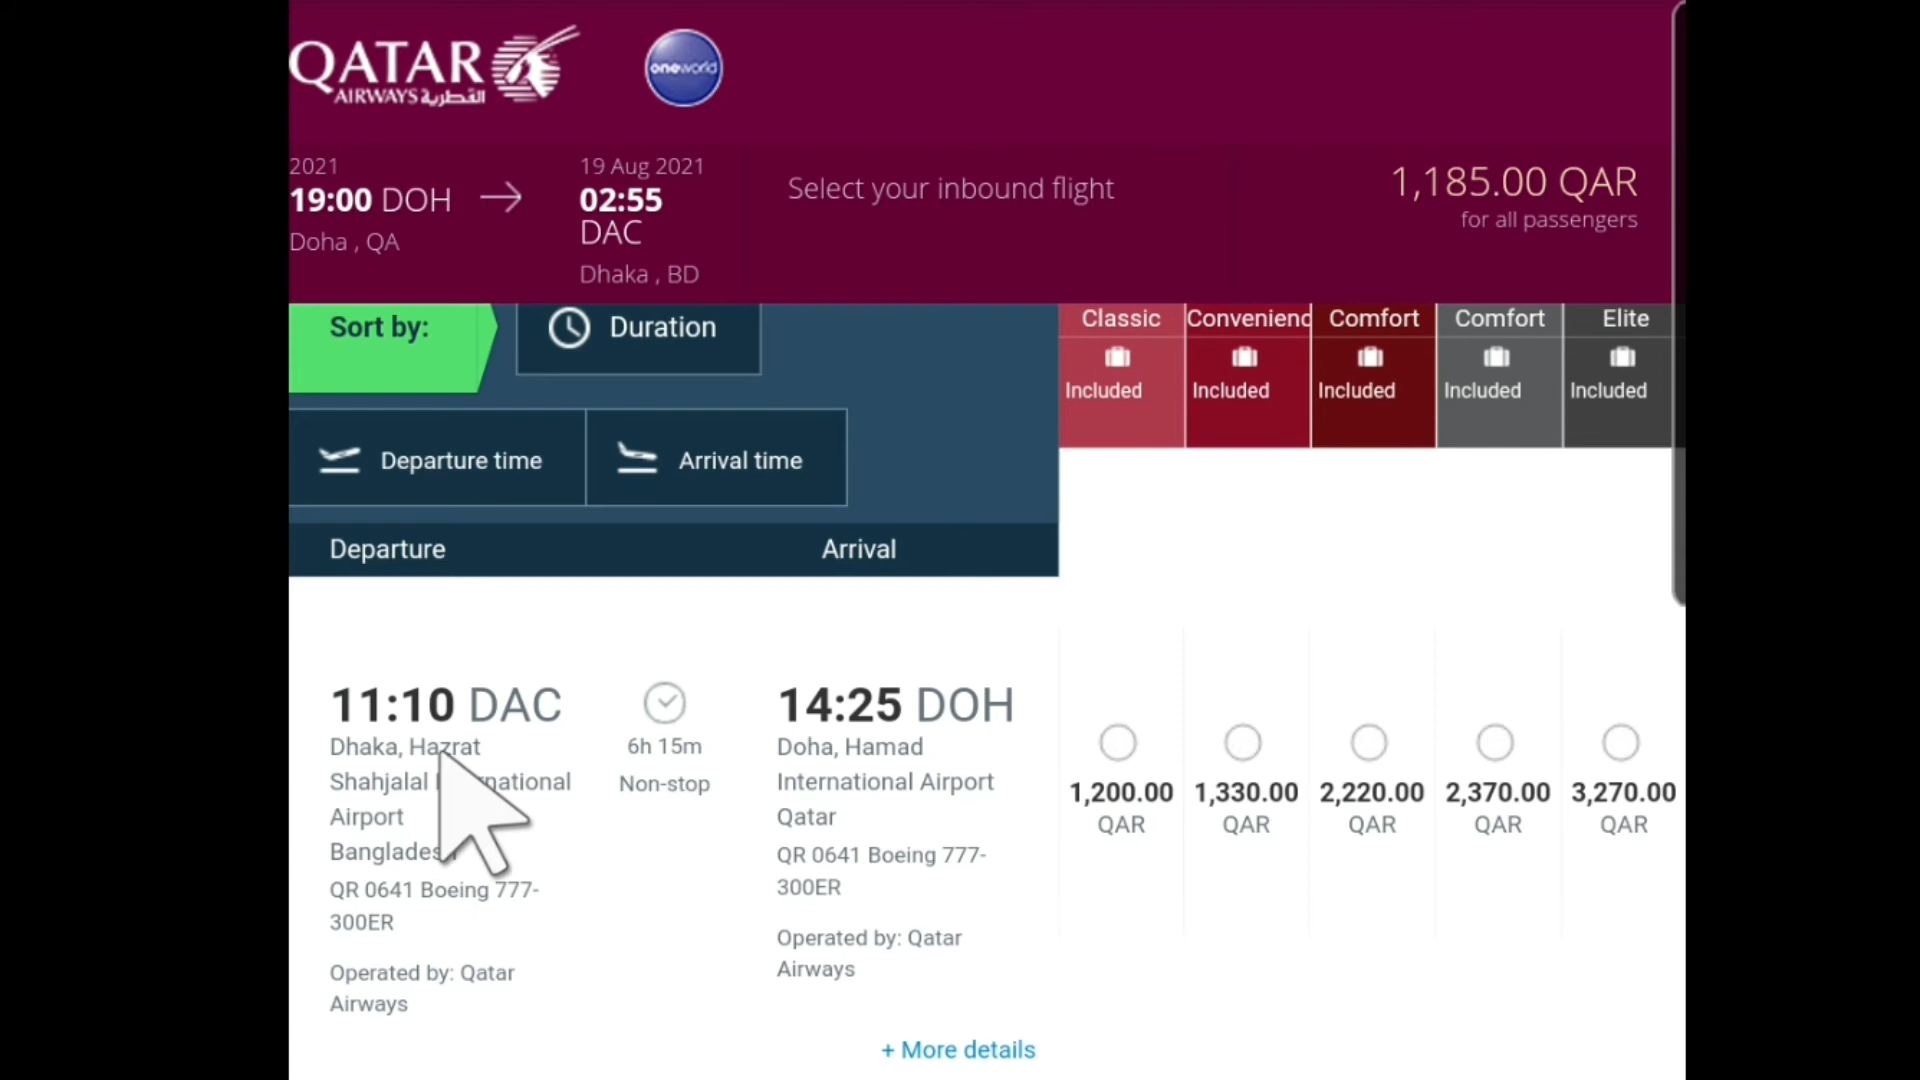 QATAR
AIRWAYS القطرية
oneworld
2021
19:00 DOH
Doha , QA
19 Aug 2021
02:55
DAC
Dhaka , BD
Select your inbound flight
1,185.00 QAR
for all passengers
Sort by:
Duration
Departure time
Arrival time
Departure
Arrival
Classic
Included
Convenienc
Included
Comfort
Included
Comfort
Included
Elite
Included
11:10 DAC
Dhaka, Hazrat
Shahjalal national
Airport
Banglades
QR 0641 Boeing 777-
300ER
Operated by: Qatar
Airways
6h 15m
Non-stop
14:25 DOH
Doha, Hamad
International Airport
Qatar
QR 0641 Boeing 777-
300ER
Operated by: Qatar
Airways
1,200.00
QAR
1,330.00
QAR
2,220.00
QAR
2,370.00
QAR
3,270.00
QAR
+ More details